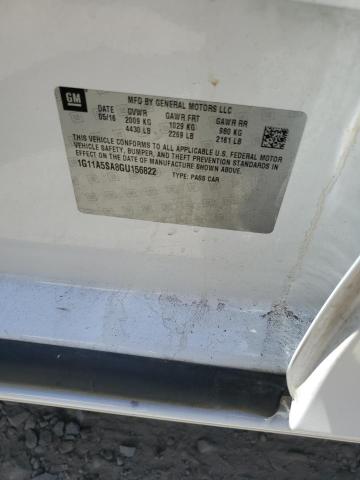 GM
MFD BY GENERAL MOTORS LLC
DATE GVWR GAWR FRT GAWR RR
05/16 2009 KG 1029 KG 980 KG
4430 LB 2269 LB 2161 LB
THIS VEHICLE CONFORMS TO ALL APPLICABLE U.S. FEDERAL MOTOR
VEHICLE SAFETY, BUMPER, AND THEFT PREVENTION STANDARDS IN
EFFECT ON THE DATE OF MANUFACTURE SHOWN ABOVE.
1G11A5SA8GU156822 TYPE: PASS CAR